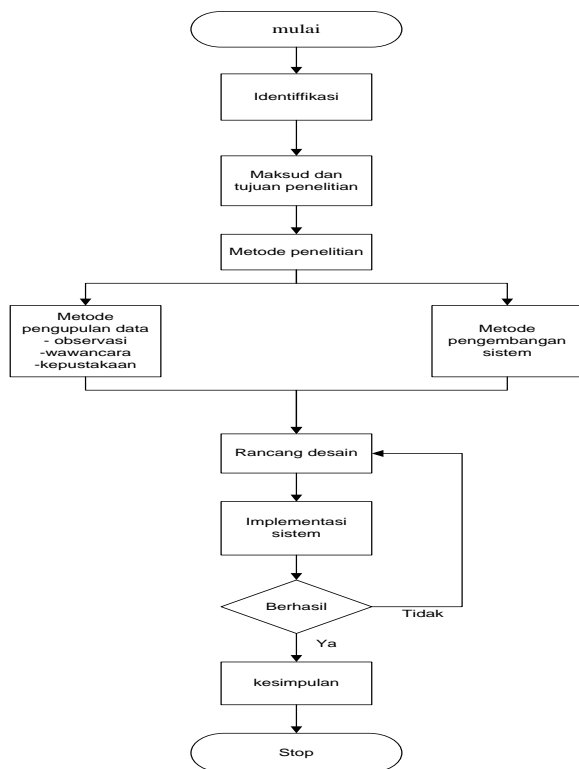 mulai
Identiffikasi
Maksud dan
tujuan penelitian
Metode penelitian
Metode
pengupulan data
- observasi
-wawancara
-kepustakaan
Metode
pengembangan
sistem
Rancang desain
Implementasi
sistem
Berhasil
Tidak
Ya
kesimpulan
Stop